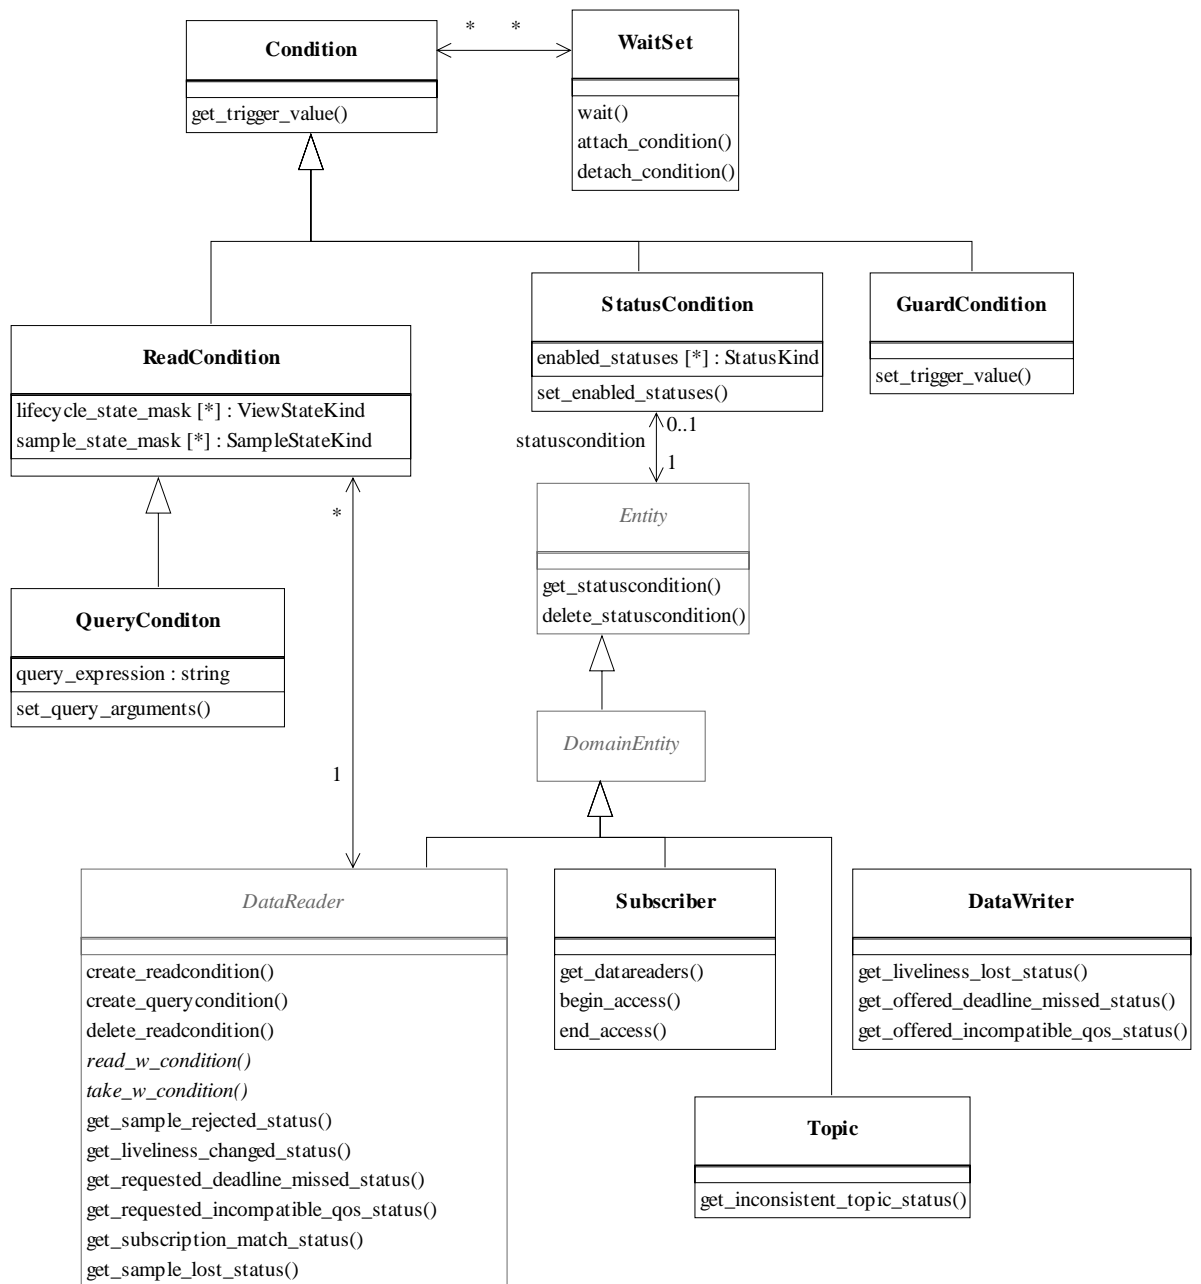 Condition
get_trigger_value()
* *
WaitSet
wait()
attach_condition()
detach_condition()
StatusCondition
enabled_statuses [*] : StatusKind
set_enabled_statuses()
GuardCondition
set_trigger_value()
ReadCondition
lifecycle_state_mask [*] : ViewStateKind
sample_state_mask [*] : SampleStateKind
statuscondition
0..1
1
*
1
Entity
get_statuscondition()
delete_statuscondition()
QueryConditon
query_expression : string
set_query_arguments()
DomainEntity
DataReader
create_readcondition()
create_querycondition()
delete_readcondition()
read_w_condition()
take_w_condition()
get_sample_rejected_status()
get_liveliness_changed_status()
get_requested_deadline_missed_status()
get_requested_incompatible_qos_status()
get_subscription_match_status()
get_sample_lost_status()
Subscriber
get_datareaders()
begin_access()
end_access()
DataWriter
get_liveliness_lost_status()
get_offered_deadline_missed_status()
get_offered_incompatible_qos_status()
Topic
get_inconsistent_topic_status()